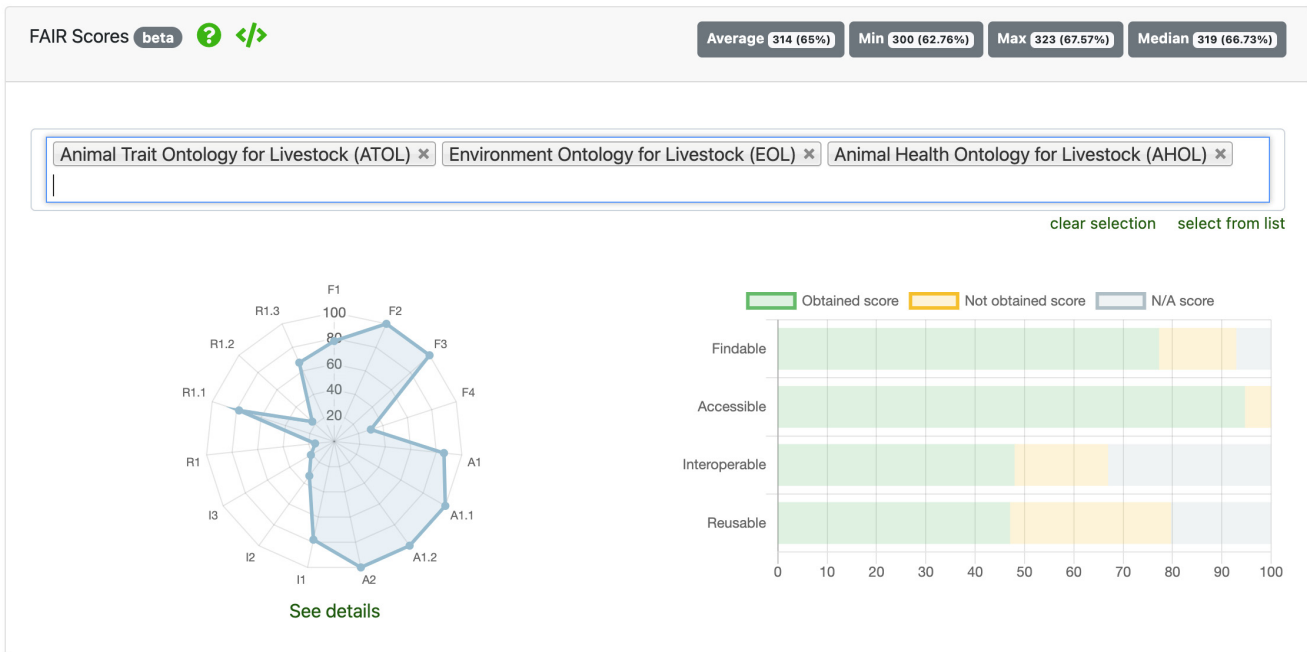 FAIR Scores beta ? </>
Average 314 (65%) Min 300 (62.76%) Max 323 (67.57%) Median 319 (66.73%)
Animal Trait Ontology for Livestock (ATOL) × Environment Ontology for Livestock (EOL) × Animal Health Ontology for Livestock (AHOL) ×
clear selection select from list
F1
F2
F3
F4
A1
A1.1
A1.2
A2
I1
I2
I3
R1
R1.1
R1.2
R1.3
100
80
60
40
20
See details
Obtained score Not obtained score N/A score
Findable
Accessible
Interoperable
Reusable
0 10 20 30 40 50 60 70 80 90 100